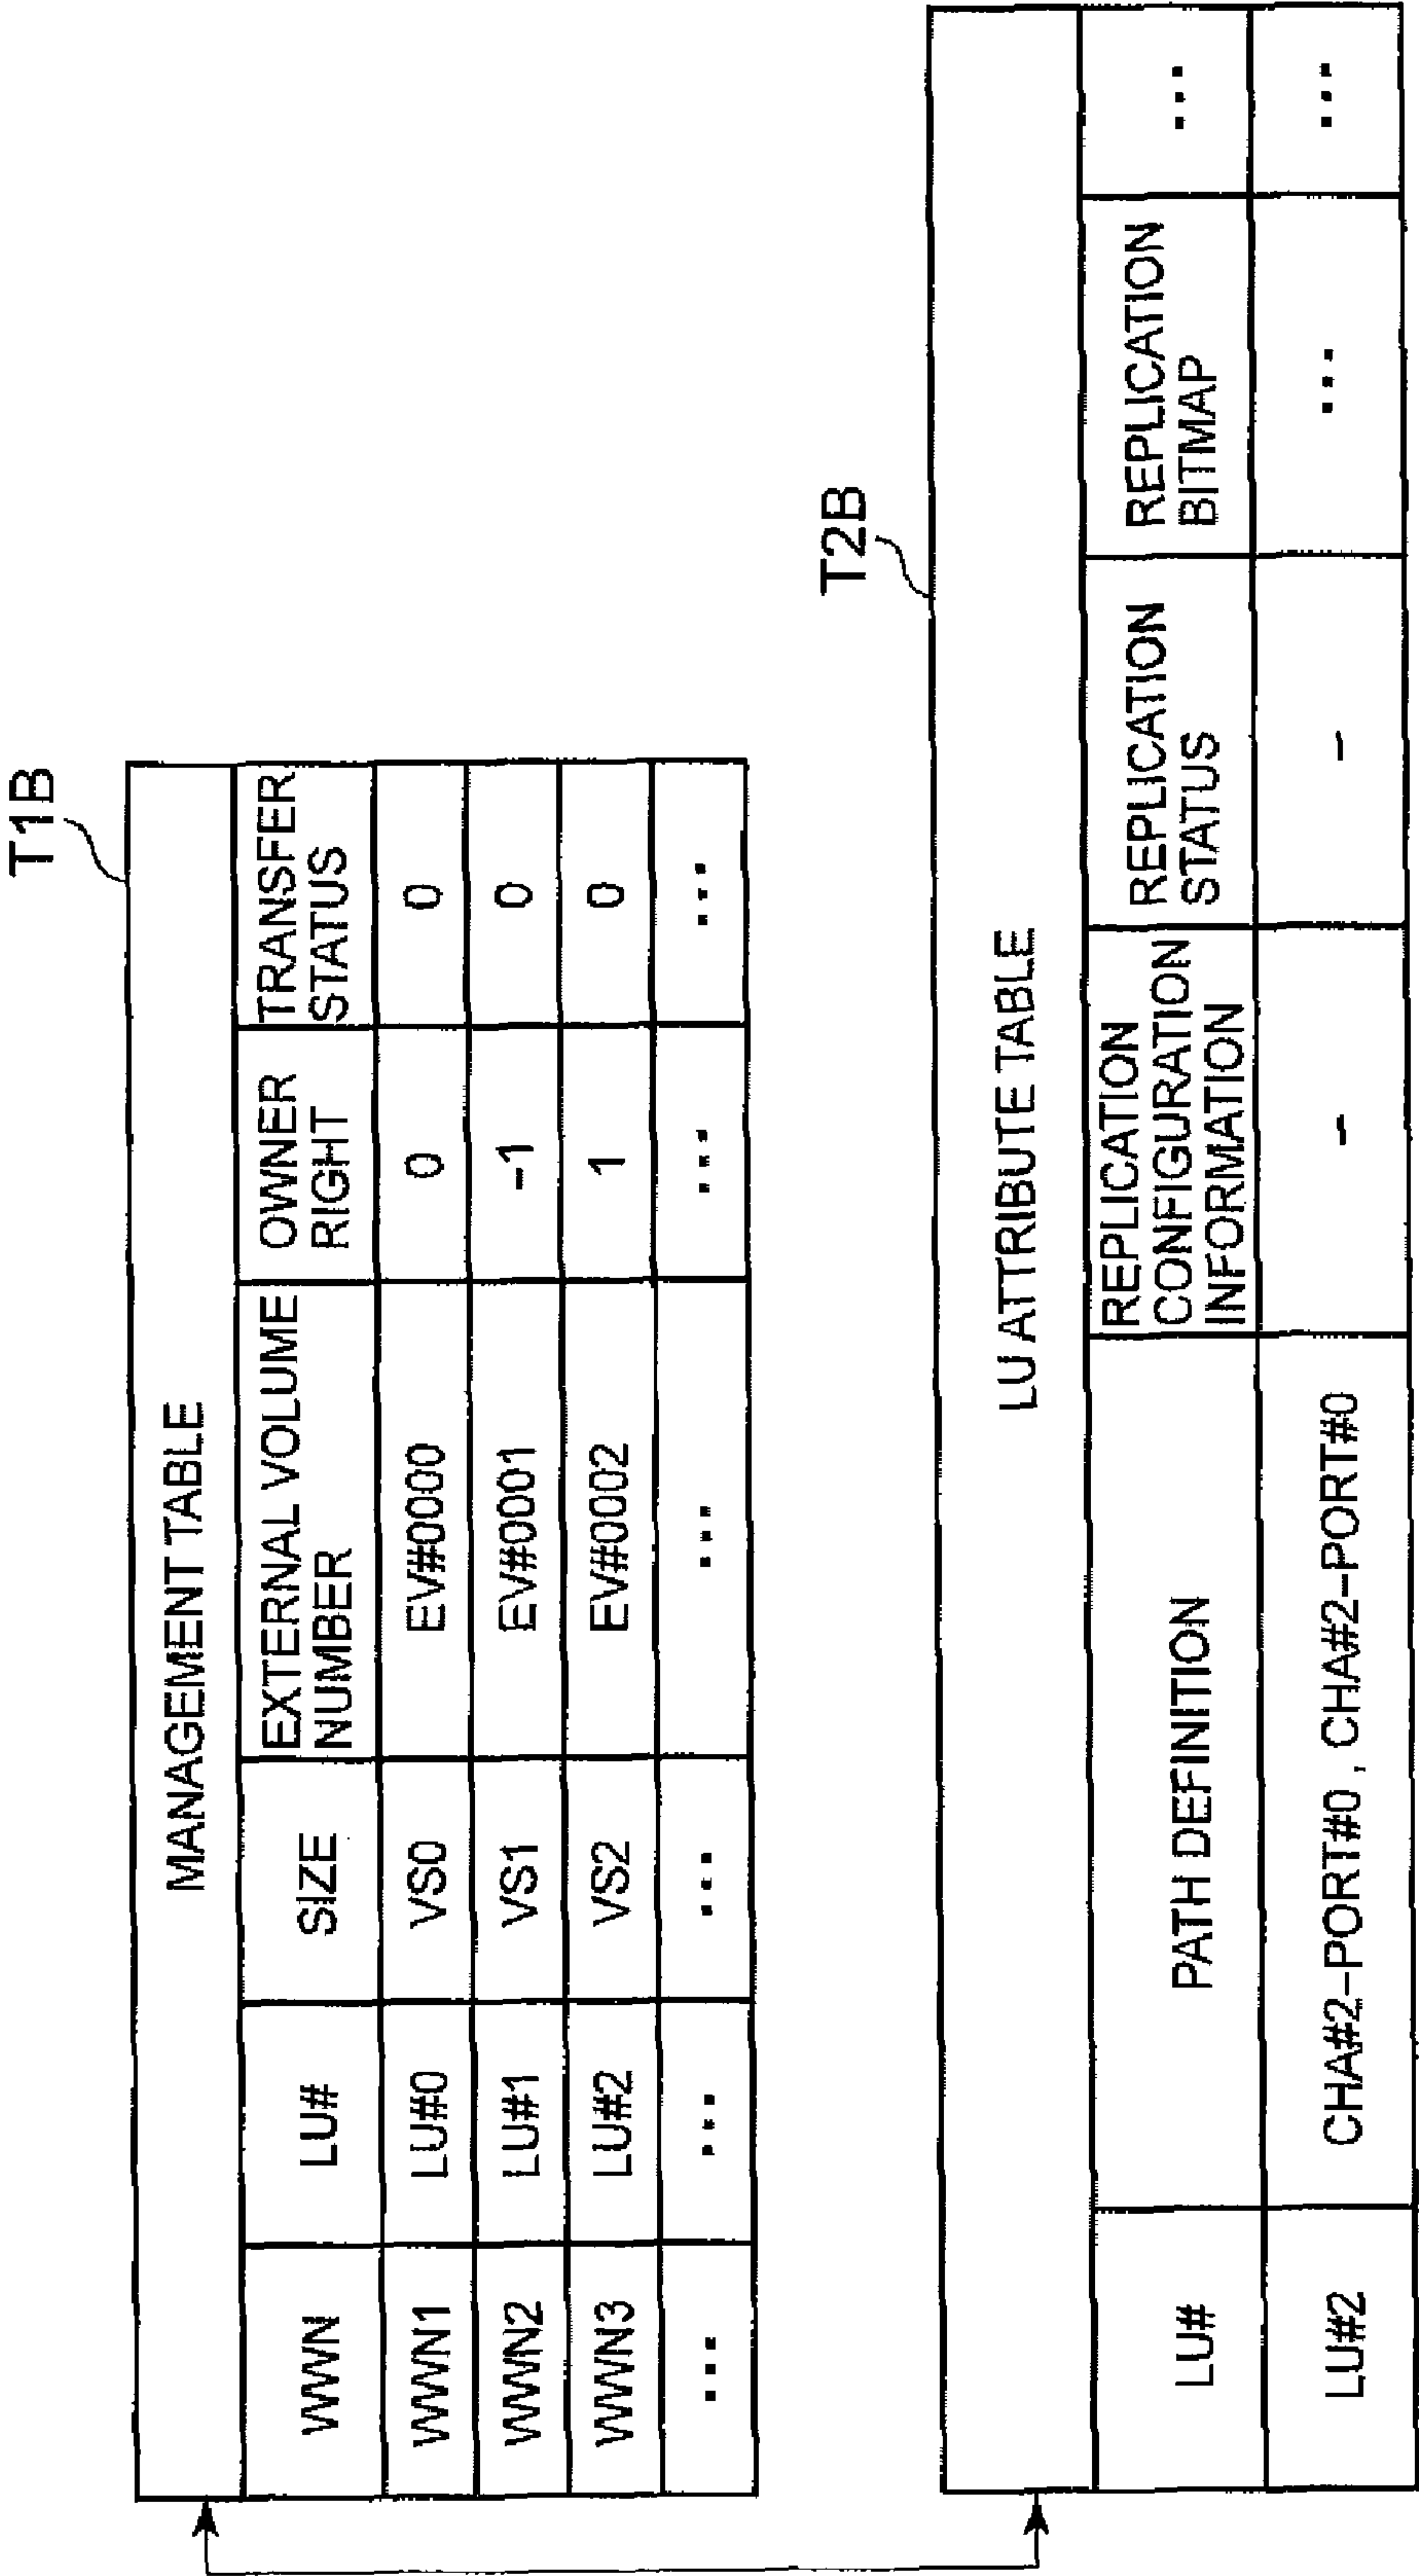 T1B
MANAGEMENT TABLE
WWN LU# SIZE EXTERNAL VOLUME NUMBER OWNER RIGHT TRANSFER STATUS
WWN1 LU#0 VS0 EV#0000 0 0
WWN2 LU#1 VS1 EV#0001 -1 0
WWN3 LU#2 VS2 EV#0002 1 0
... ... ... ... ... ...
T2B
LU ATTRIBUTE TABLE
LU# PATH DEFINITION REPLICATION CONFIGURATION INFORMATION REPLICATION STATUS REPLICATION BITMAP ...
LU#2 CHA#2-PORT#0, CHA#2-PORT#0 - - ... ...